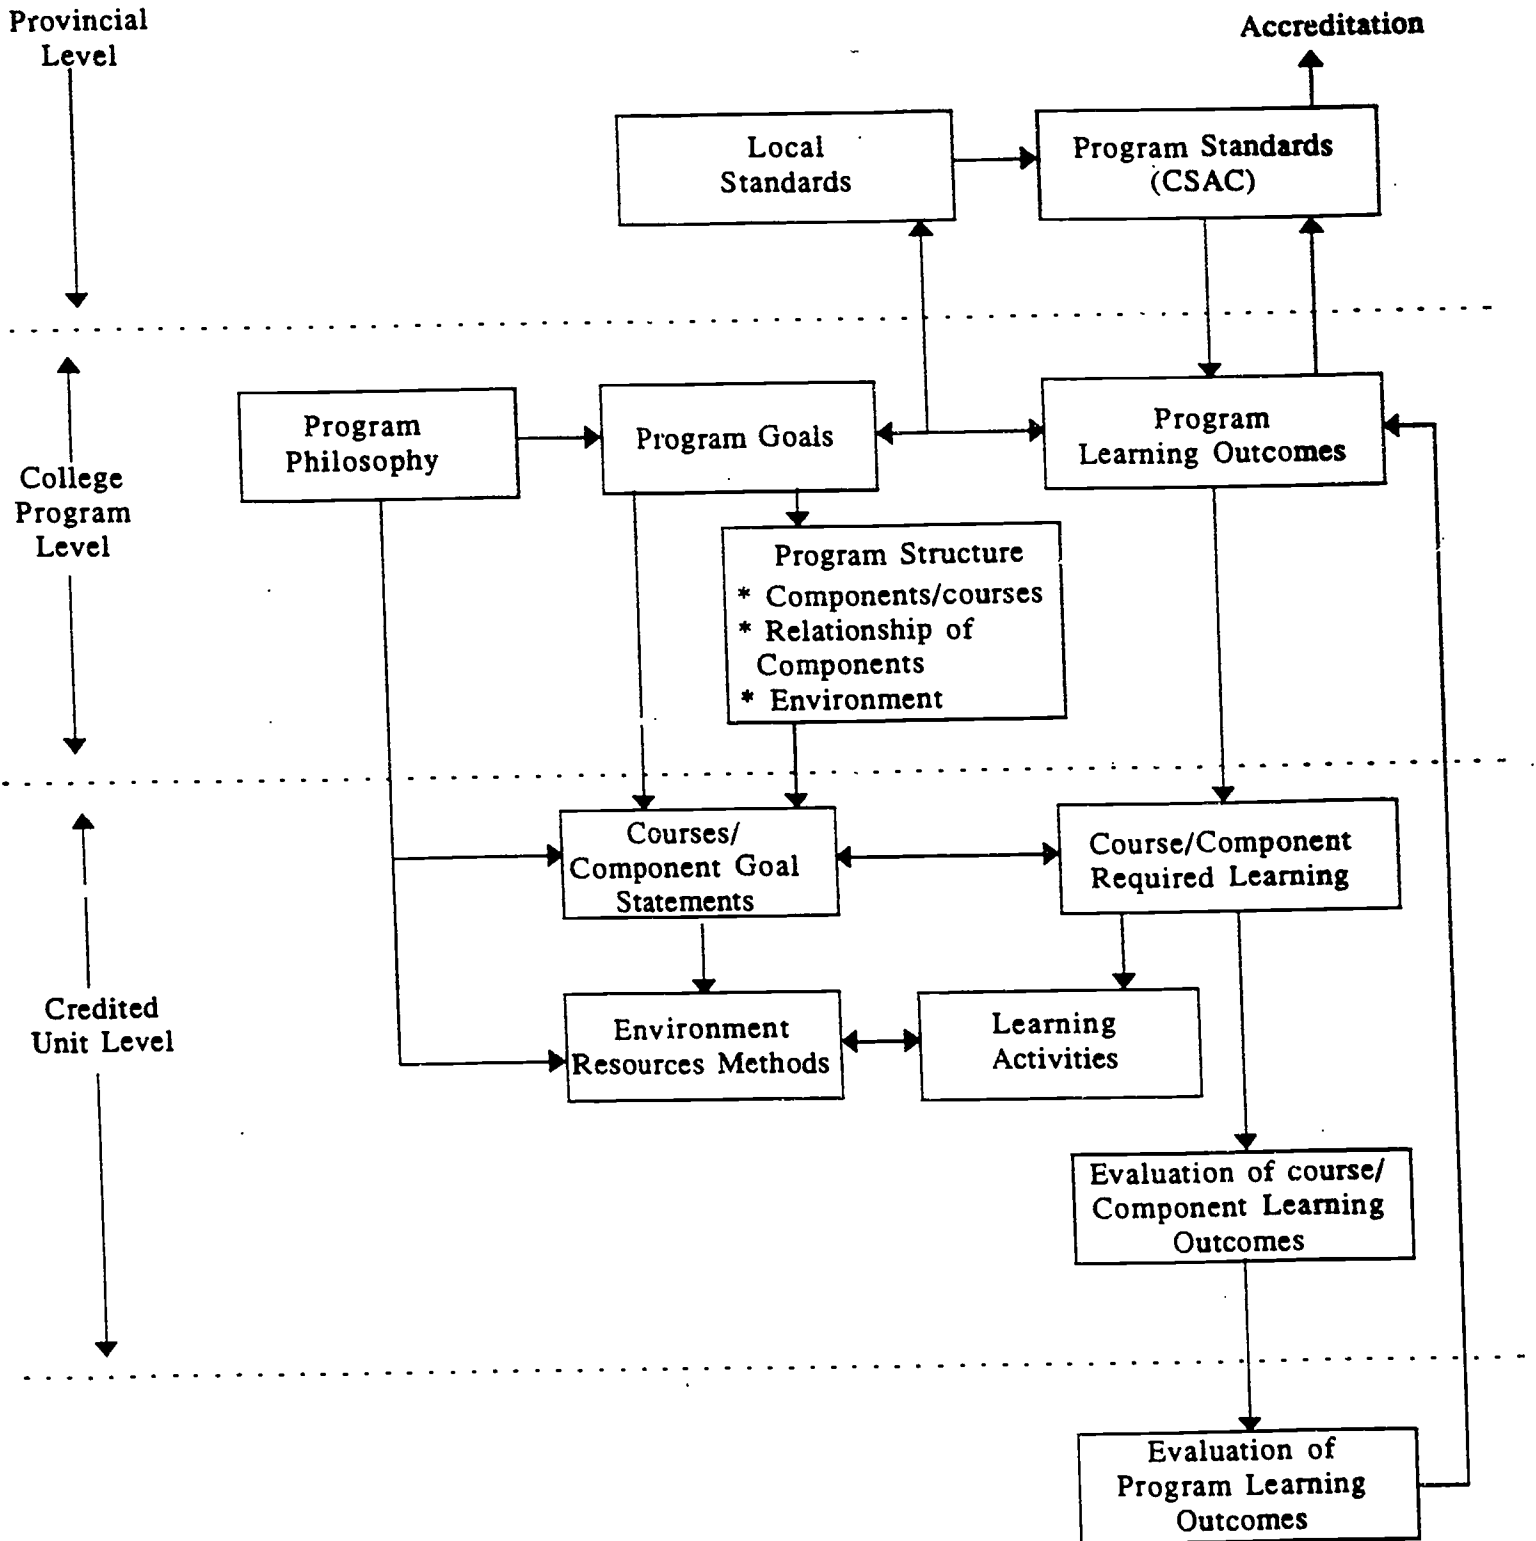 Provincial
Level
Accreditation
Local
Standards
Program Standards
(CSAC)
College
Program
Level
Program
Philosophy
Program Goals
Program
Learning Outcomes
Program Structure
* Components/courses
* Relationship of
Components
* Environment
Credited
Unit Level
Courses/
Component Goal
Statements
Course/Component
Required Learning
Environment
Resources Methods
Learning
Activities
Evaluation of course/
Component Learning
Outcomes
Evaluation of
Program Learning
Outcomes